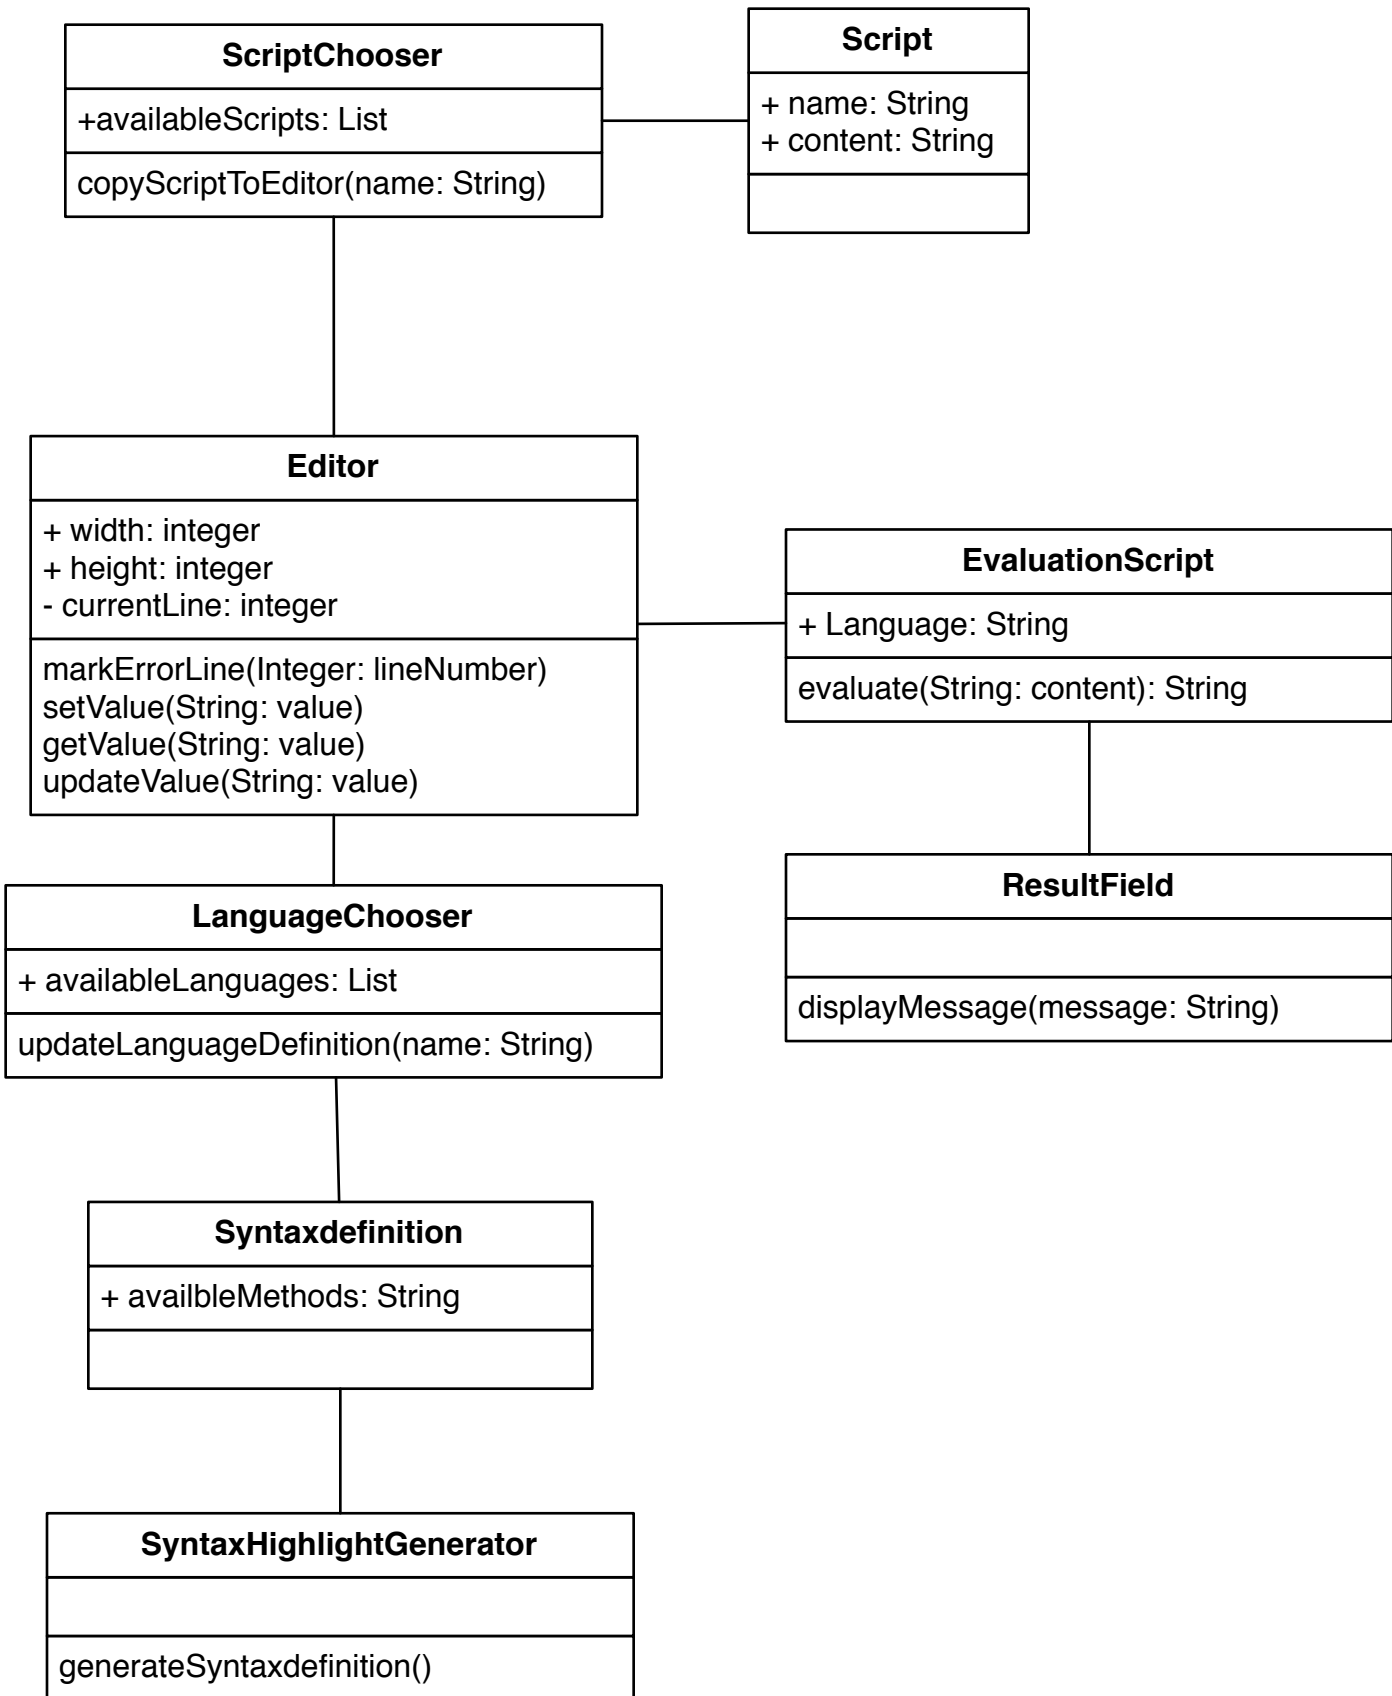 ScriptChooser
+availableScripts: List
copyScriptToEditor(name: String)
Script
+ name: String
+ content: String
Editor
+ width: integer
+ height: integer
- currentLine: integer
markErrorLine(Integer: lineNumber)
setValue(String: value)
getValue(String: value)
updateValue(String: value)
EvaluationScript
+ Language: String
evaluate(String: content): String
ResultField
displayMessage(message: String)
LanguageChooser
+ availableLanguages: List
updateLanguageDefinition(name: String)
Syntaxdefinition
+ availbleMethods: String
SyntaxHighlightGenerator
generateSyntaxdefinition()